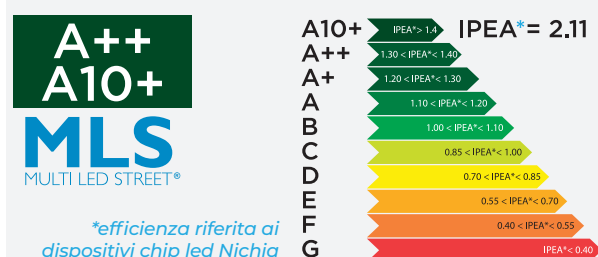 A++
A10+
MLS
MULTI LED STREET®
*efficienza riferita ai
dispositivi chip led Nichia
IPEA*= 2.11
A10+ IPEA*> 1.4
A++ 1.30 < IPEA*< 1.40
A+ 1.20 < IPEA*< 1.30
A 1.10 < IPEA*< 1.20
B 1.00 < IPEA*< 1.10
C 0.85 < IPEA*< 1.00
D 0.70 < IPEA*< 0.85
E 0.55 < IPEA*< 0.70
F 0.40 < IPEA*< 0.55
G IPEA*< 0.40